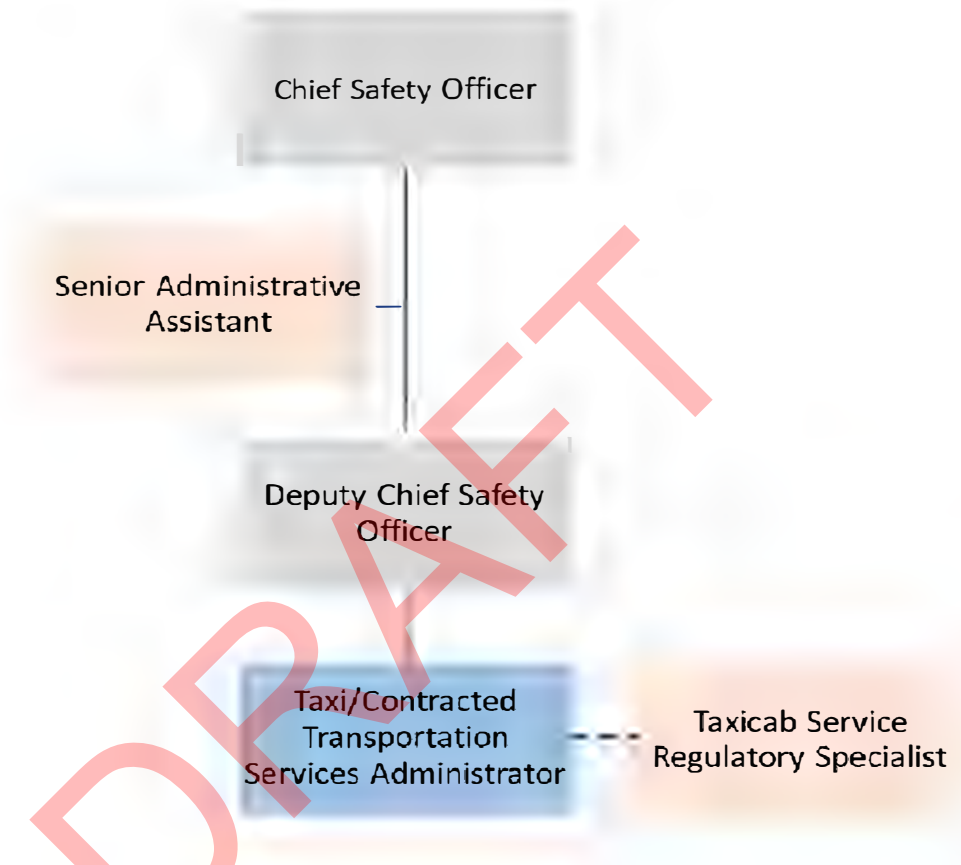 Chief Safety Officer
Senior Administrative
Assistant
Deputy Chief Safety
Officer
Taxi/Contracted
Transportation
Services Administrator
Taxicab Service
Regulatory Specialist
DRAFT